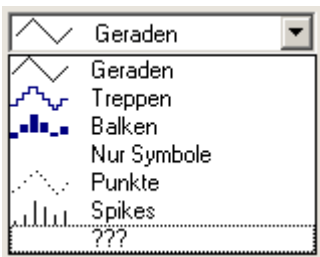 Geraden
Geraden
Treppen
Balken
Nur Symbole
Punkte
Spikes
???